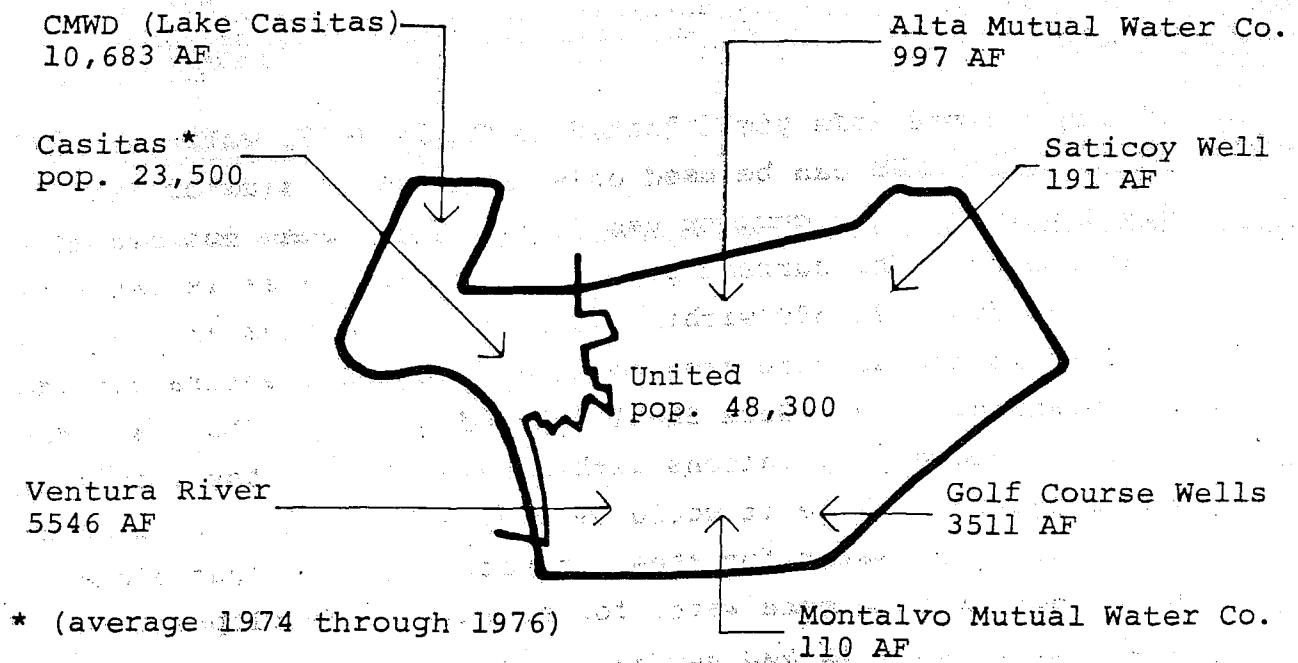 CMWD (Lake Casitas)
10,683 AF
Alta Mutual Water Co.
997 AF
Casitas *
pop. 23,500
Saticoy Well
191 AF
United
pop. 48,300
Ventura River
5546 AF
Golf Course Wells
3511 AF
* (average 1974 through 1976)
Montalvo Mutual Water Co.
110 AF